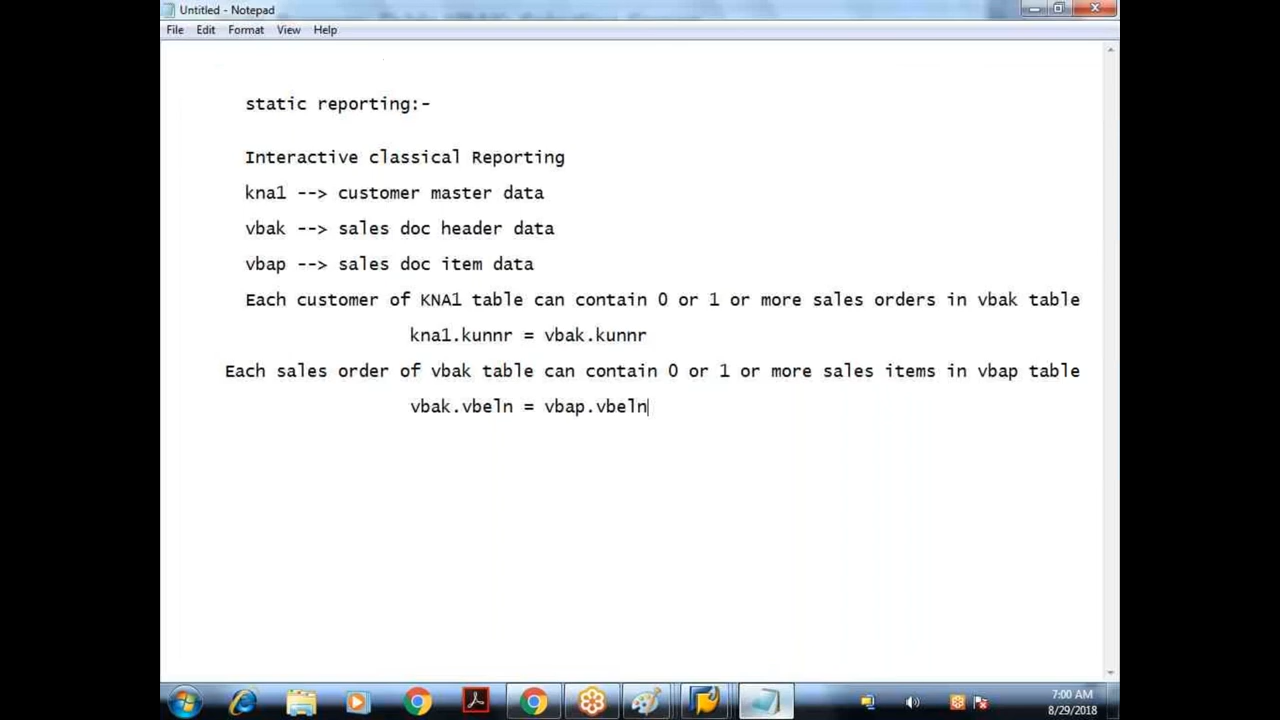 Untitled - Notepad
File Edit Format View Help
static reporting:-
Interactive classical Reporting
kna1 --> customer master data
vbak --> sales doc header data
vbap --> sales doc item data
Each customer of KNA1 table can contain 0 or 1 or more sales orders in vbak table
kna1.kunnr = vbak.kunnr
Each sales order of vbak table can contain 0 or 1 or more sales items in vbap table
vbak.vbeln = vbap.vbeln
7:00 AM
8/29/2018